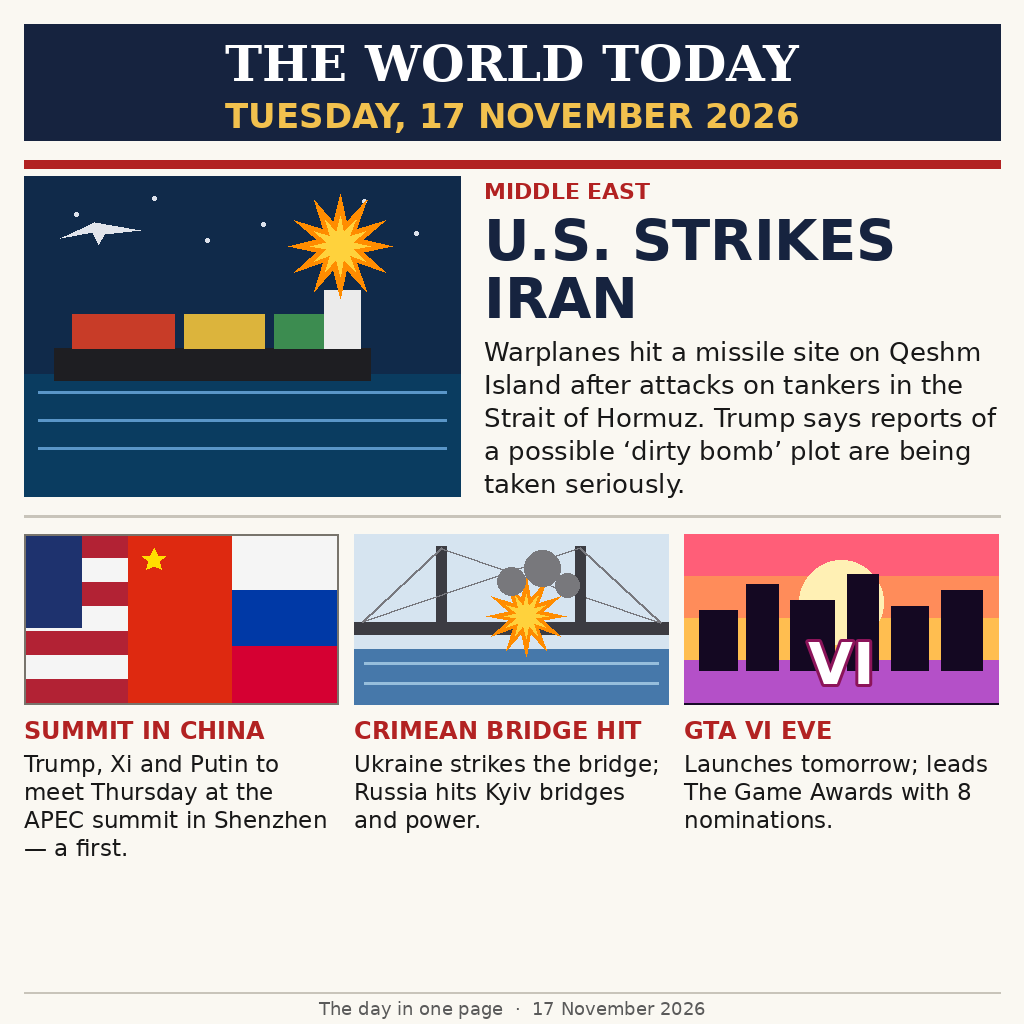 THE WORLD TODAY
TUESDAY, 17 NOVEMBER 2026
MIDDLE EAST
U.S. STRIKES
IRAN
Warplanes hit a missile site on Qeshm
Island after attacks on tankers in the
Strait of Hormuz. Trump says reports of
a possible ‘dirty bomb’ plot are being
taken seriously.
SUMMIT IN CHINA
Trump, Xi and Putin to
meet Thursday at the
APEC summit in Shenzhen
— a first.
CRIMEAN BRIDGE HIT
Ukraine strikes the bridge;
Russia hits Kyiv bridges
and power.
VI
GTA VI EVE
Launches tomorrow; leads
The Game Awards with 8
nominations.
The day in one page · 17 November 2026